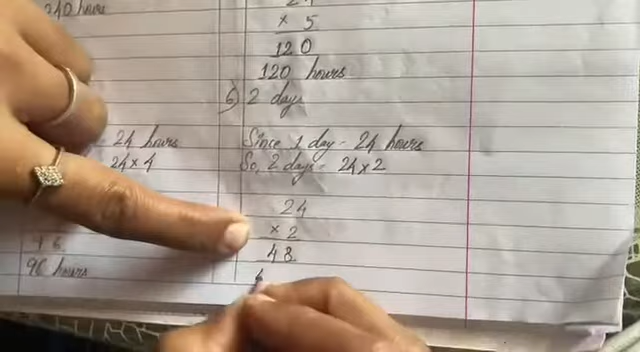 240 hours
× 5
120
120 hours
6) 2 days
24 hours
24×4
Since 1 day - 24 hours
So, 2 days - 24×2
24
× 2
48
96 hours